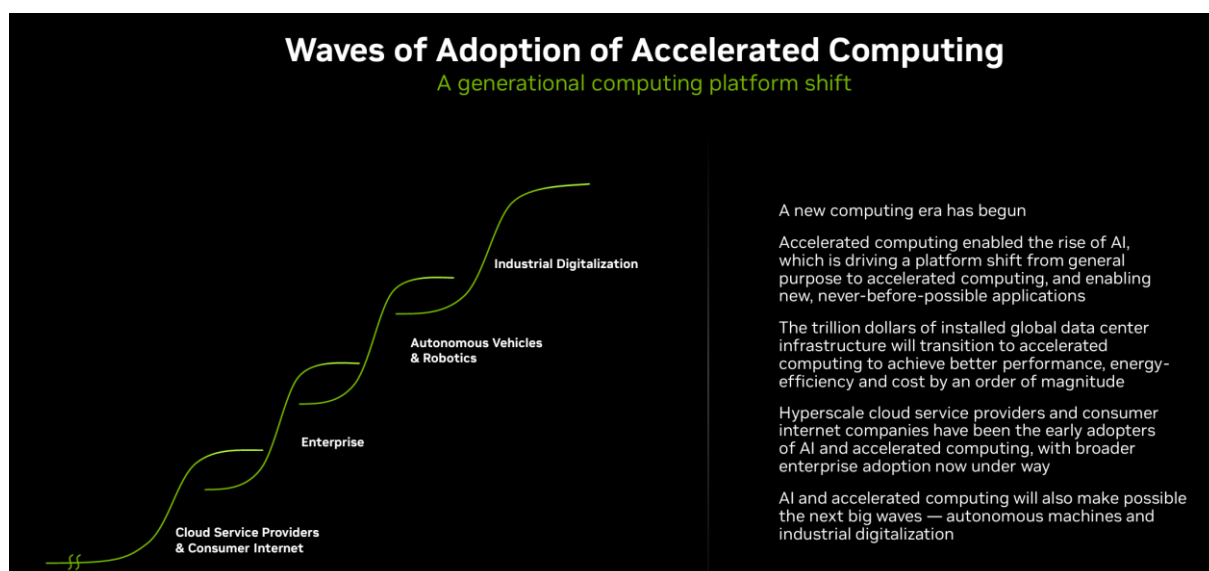 Waves of Adoption of Accelerated Computing
A generational computing platform shift
Industrial Digitalization
Autonomous Vehicles
& Robotics
Enterprise
Cloud Service Providers
& Consumer Internet
A new computing era has begun
Accelerated computing enabled the rise of AI,
which is driving a platform shift from general
purpose to accelerated computing, and enabling
new, never-before-possible applications
The trillion dollars of installed global data center
infrastructure will transition to accelerated
computing to achieve better performance, energy-
efficiency and cost by an order of magnitude
Hyperscale cloud service providers and consumer
internet companies have been the early adopters
of AI and accelerated computing, with broader
enterprise adoption now under way
AI and accelerated computing will also make possible
the next big waves — autonomous machines and
industrial digitalization